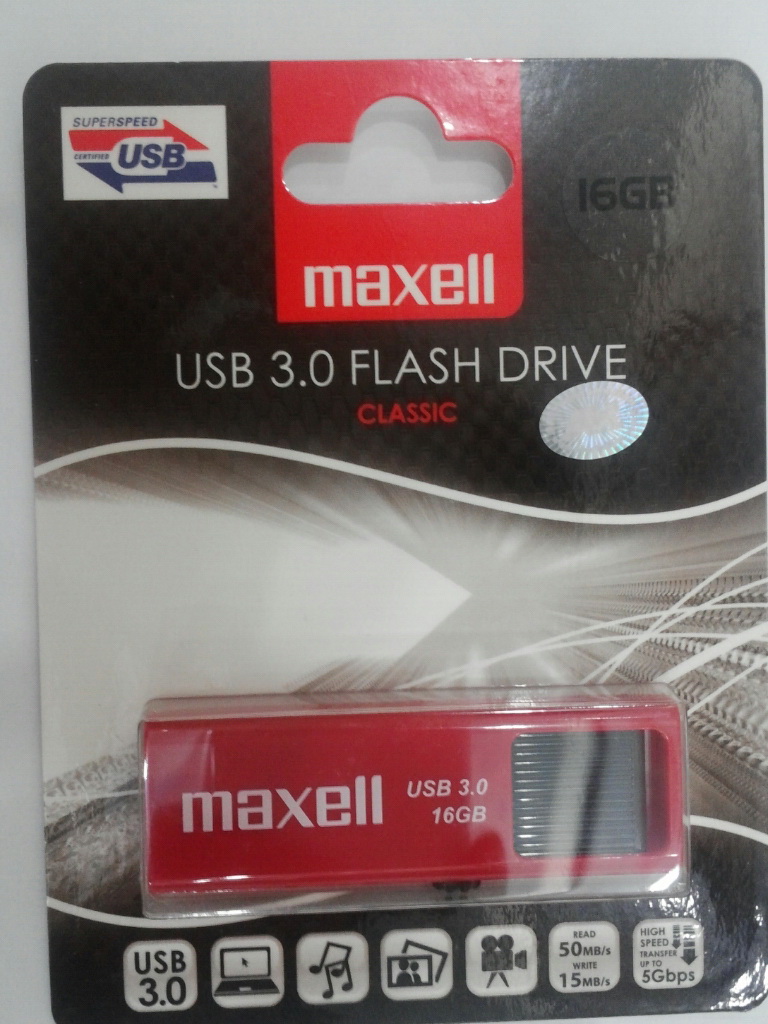 SUPERSPEED
CERTIFIED USB
16GB
maxell
USB 3.0 FLASH DRIVE
CLASSIC
maxell
USB 3.0
16GB
USB
3.0
READ
50MB/s
WRITE
15MB/s
HIGH
SPEED
TRANSFER
UP TO
5Gbps